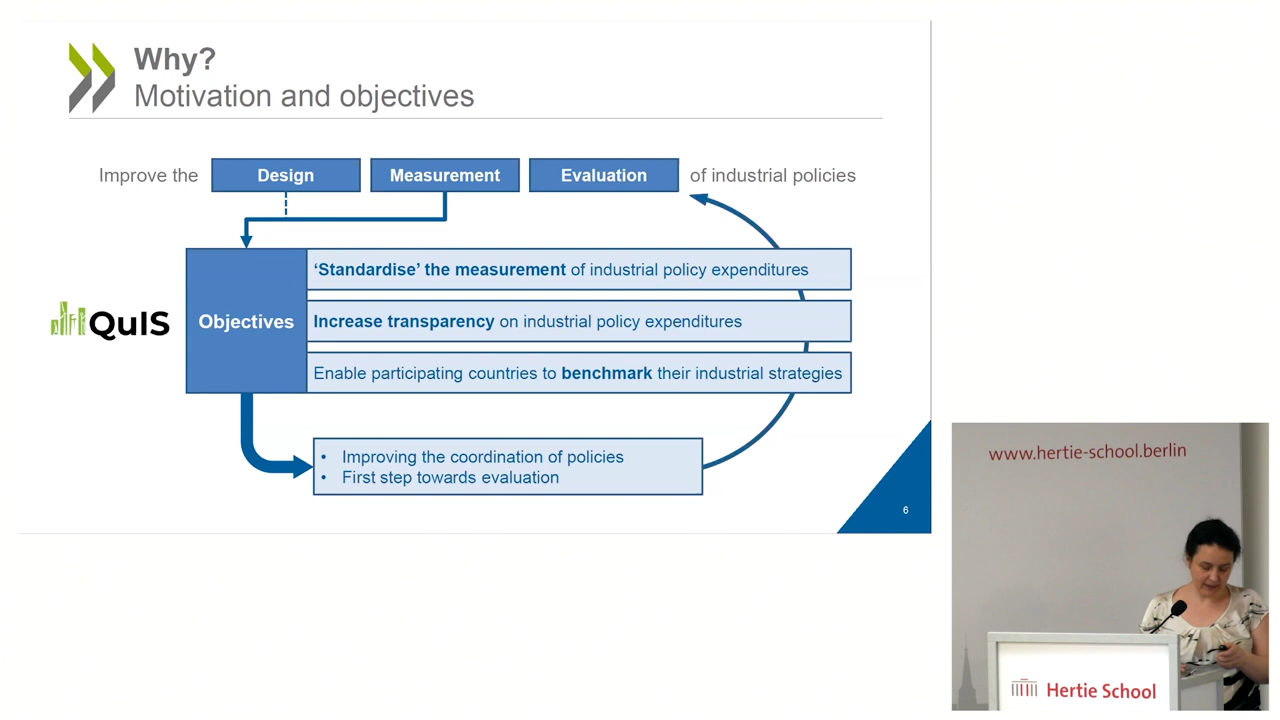 Why?
Motivation and objectives
Improve the Design Measurement Evaluation of industrial policies
QuIS
Objectives
‘Standardise’ the measurement of industrial policy expenditures
Increase transparency on industrial policy expenditures
Enable participating countries to benchmark their industrial strategies
• Improving the coordination of policies
• First step towards evaluation
6
www.hertie-school.berlin
Hertie School